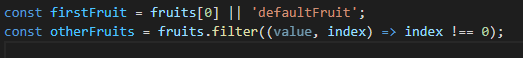 const firstFruit = fruits[0] || 'defaultFruit';
const otherFruits = fruits.filter((value, index) => index !== 0);